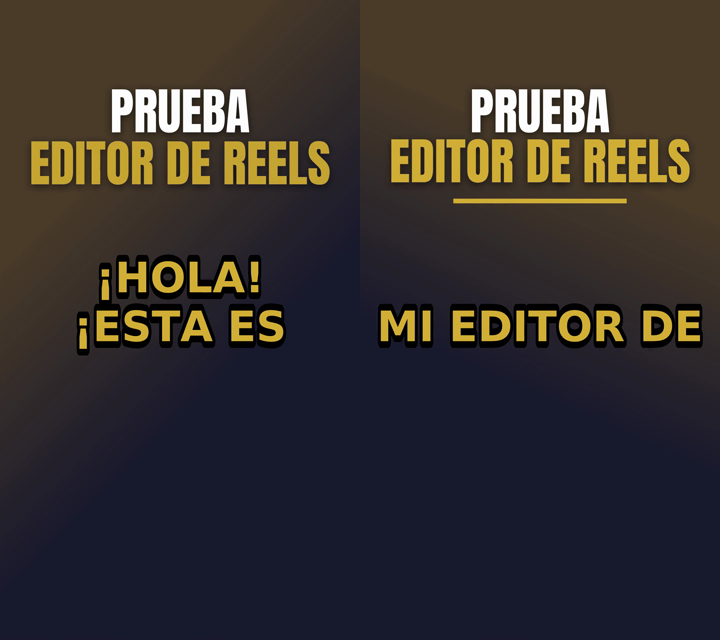 PRUEBA
EDITOR DE REELS
¡HOLA!
¡ESTA ES
PRUEBA
EDITOR DE REELS
MI EDITOR DE